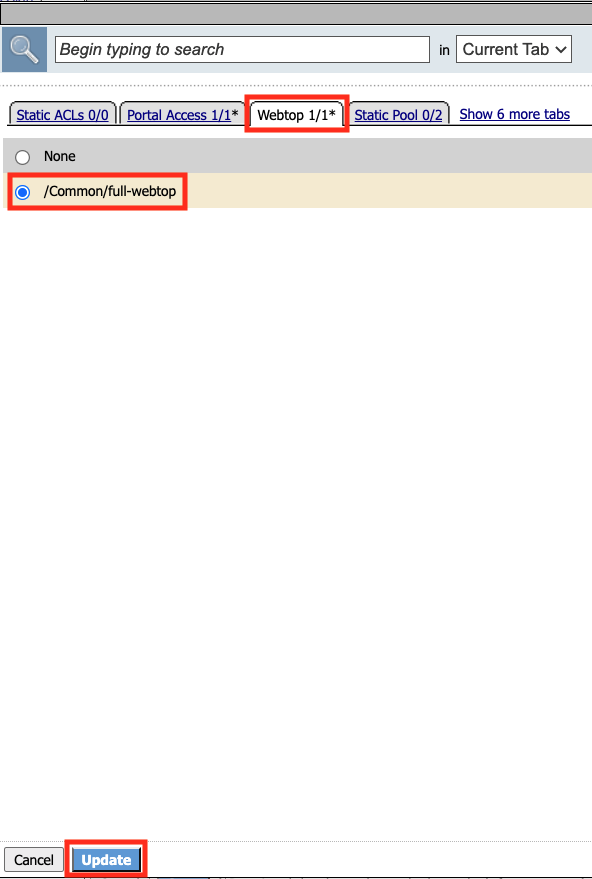 Begin typing to search in Current Tab
Static ACLs 0/0 Portal Access 1/1* Webtop 1/1* Static Pool 0/2 Show 6 more tabs
None
/Common/full-webtop
Cancel Update